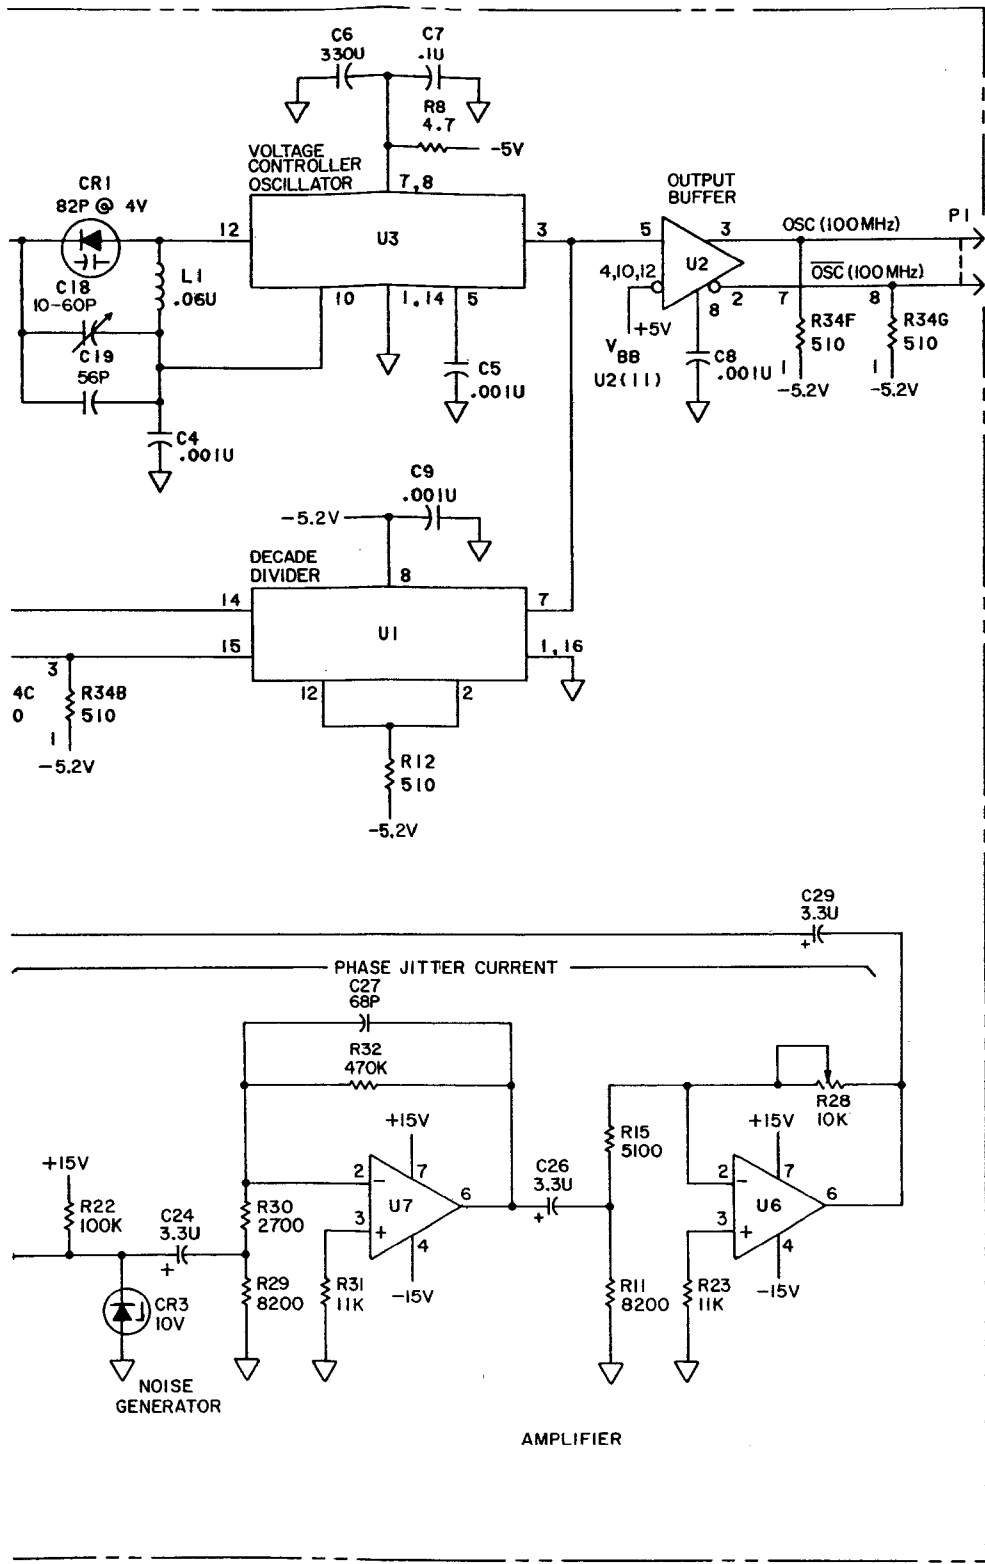 C6
330U
C7
.1U
R8
4.7
-5V
VOLTAGE
CONTROLLER
OSCILLATOR
7,8
CR1
82P @ 4V
12
U3
3
10
1,14
5
C18
10-60P
L1
.06U
C19
56P
C4
.001U
C5
.001U
OUTPUT
BUFFER
5
U2
3
4,10,12
2
8
+5V
VBB
U2(11)
C8
.001U
OSC (100MHz)
P1
OSC (100MHz)
7
8
R34F
510
1
-5.2V
R34G
510
1
-5.2V
C9
.001U
-5.2V
DECADE
DIVIDER
8
14
U1
7
15
1,16
12
2
3
4C
0
R34B
510
1
-5.2V
R12
510
-5.2V
C29
3.3U
+
PHASE JITTER CURRENT
C27
68P
R32
470K
R28
10K
+15V
R22
100K
C24
3.3U
+
R30
2700
R29
8200
CR3
10V
NOISE
GENERATOR
+15V
2
-
7
U7
6
3
+
4
-15V
R31
11K
C26
3.3U
+
R15
5100
R11
8200
+15V
2
-
7
U6
6
3
+
4
-15V
R23
11K
AMPLIFIER